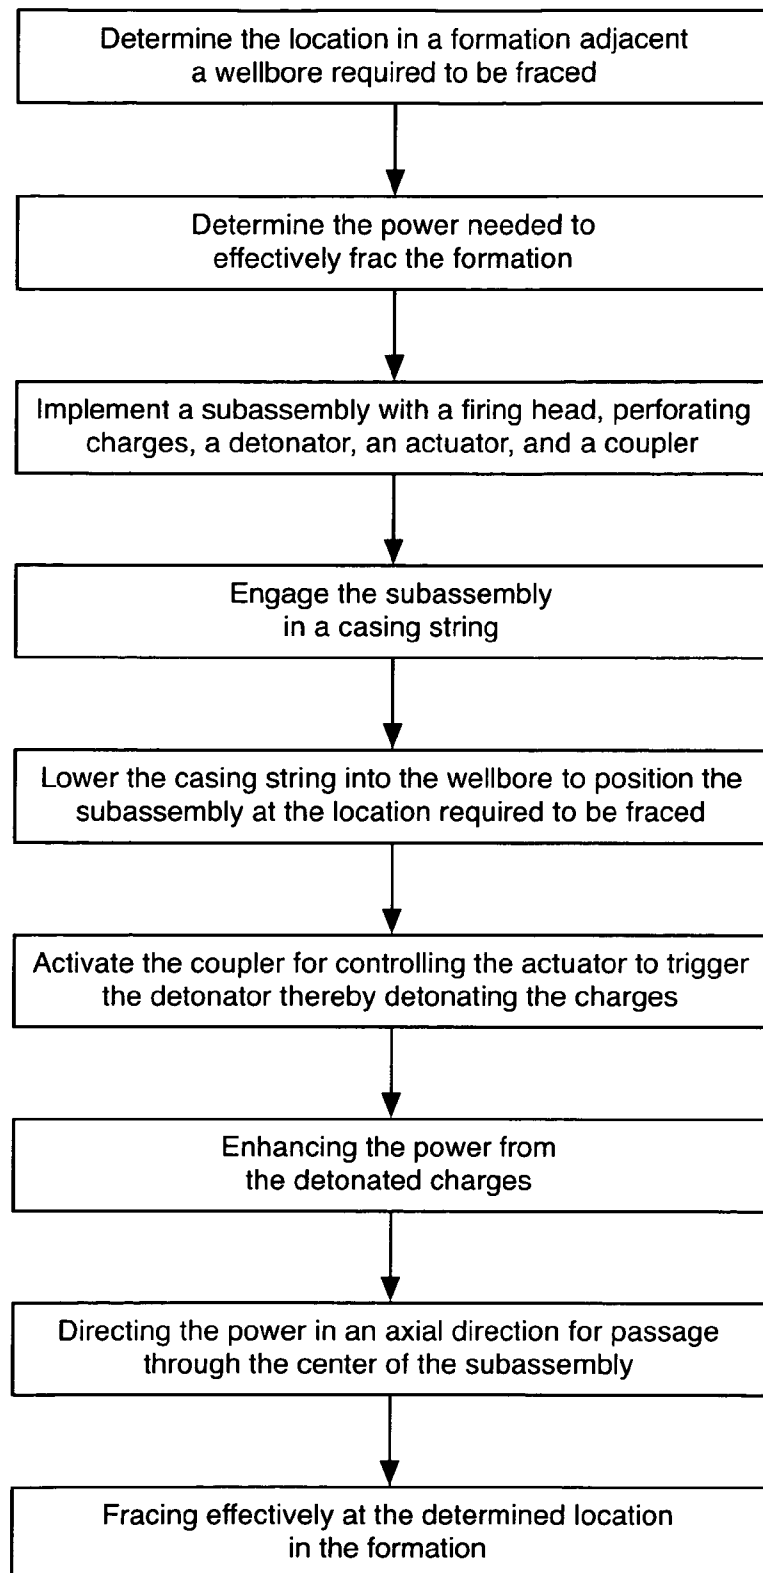 Determine the location in a formation adjacent
a wellbore required to be fraced
Determine the power needed to
effectively frac the formation
Implement a subassembly with a firing head, perforating
charges, a detonator, an actuator, and a coupler
Engage the subassembly
in a casing string
Lower the casing string into the wellbore to position the
subassembly at the location required to be fraced
Activate the coupler for controlling the actuator to trigger
the detonator thereby detonating the charges
Enhancing the power from
the detonated charges
Directing the power in an axial direction for passage
through the center of the subassembly
Fracing effectively at the determined location
in the formation